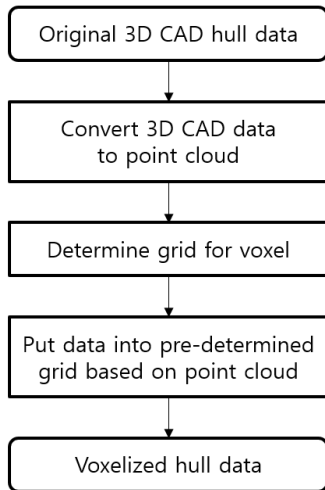 Original 3D CAD hull data
Convert 3D CAD data
to point cloud
Determine grid for voxel
Put data into pre-determined
grid based on point cloud
Voxelized hull data